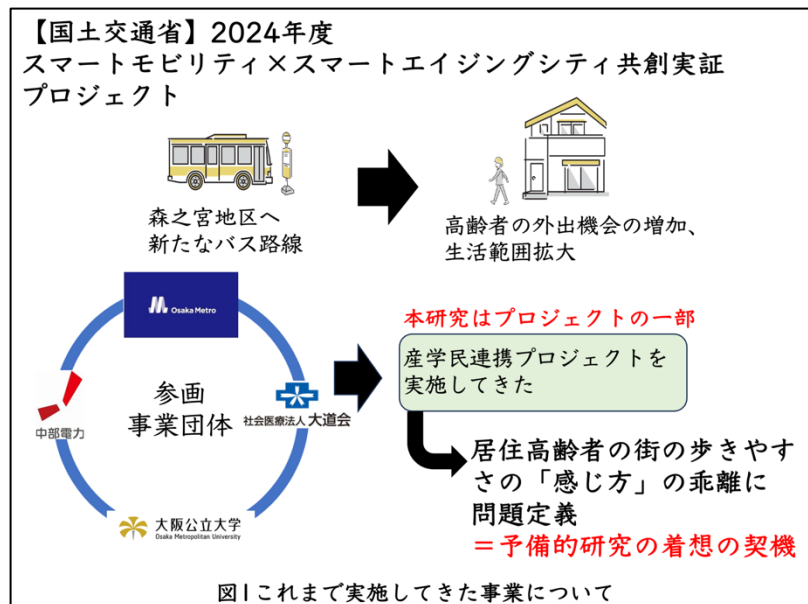 【国土交通省】2024年度
スマートモビリティ×スマートエイジングシティ共創実証
プロジェクト
森之宮地区へ
新たなバス路線
高齢者の外出機会の増加、
生活範囲拡大
Osaka Metro
中部電力
参画
事業団体
社会医療法人 大道会
大阪公立大学
Osaka Metropolitan University
本研究はプロジェクトの一部
産学民連携プロジェクトを
実施してきた
居住高齢者の街の歩きやす
さの「感じ方」の乖離に
問題定義
＝予備的研究の着想の契機
図1これまで実施してきた事業について